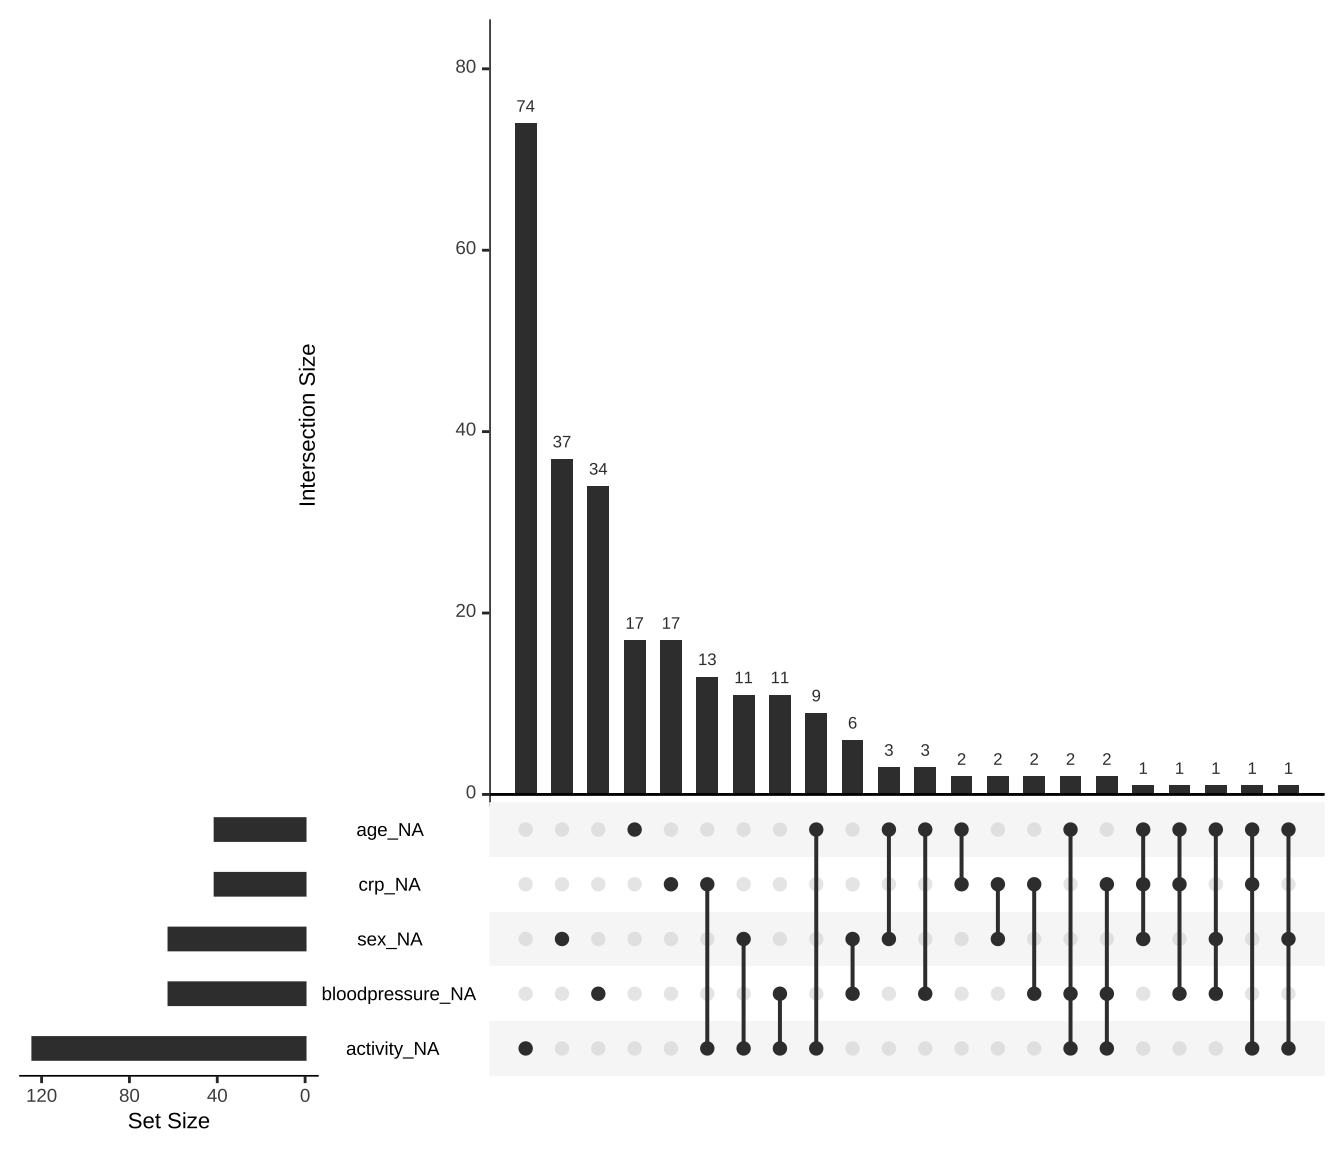 80
74
60
40
37
34
20
17 17
13
11 11
9
6
3 3
2 2 2 2 2
1 1 1 1 1
0
Intersection Size
age_NA
crp_NA
sex_NA
bloodpressure_NA
activity_NA
120 80 40 0
Set Size